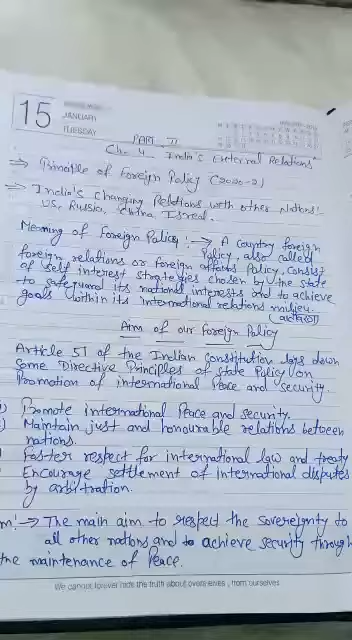 15
JANUARY
TUESDAY
PART II
Ch-4 India's External Relations
⇒ Principle of Foreign Policy (2020-21)
⇒ India's Changing Relations with other Nations:
US, Russia, China, Isreal.
Meaning of Foreign Policy :→ A Country foreign
Policy, also called
foreign relations or foreign affairs Policy, consist
of self interest strategies chosen by the state
to safeguard its national interests and to achieve
goals within its international relations milieu.
Aim of our Foreign Policy
Article 51 of the Indian constitution lays down
Some Directive Principles of state Policy on
Promotion of international Peace and security.
Promote international Peace and security.
Maintain just and honourable relations between
nations.
Foster respect for international law and treaty
Encourage settlement of international disputes
by arbitration.
m:→ The main aim to respect the sovereignty to
all other nations and to achieve security through
the maintenance of Peace.
We cannot forever hide the truth about ourselves, from ourselves